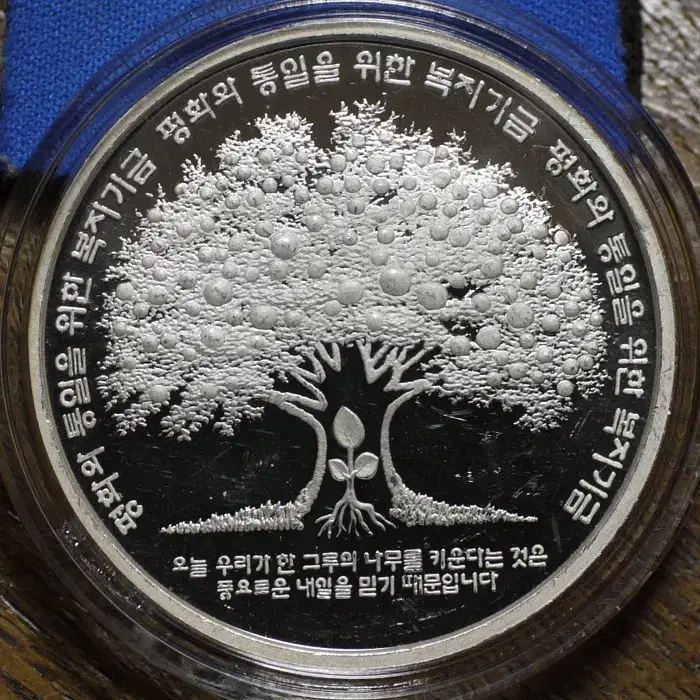 평화와 통일을 위한 복지기금 평화와 통일을 위한 복지기금 평화와 통일을 위한 복지기금
오늘 우리가 한 그루의 나무를 키운다는 것은
풍요로운 내일을 믿기 때문입니다